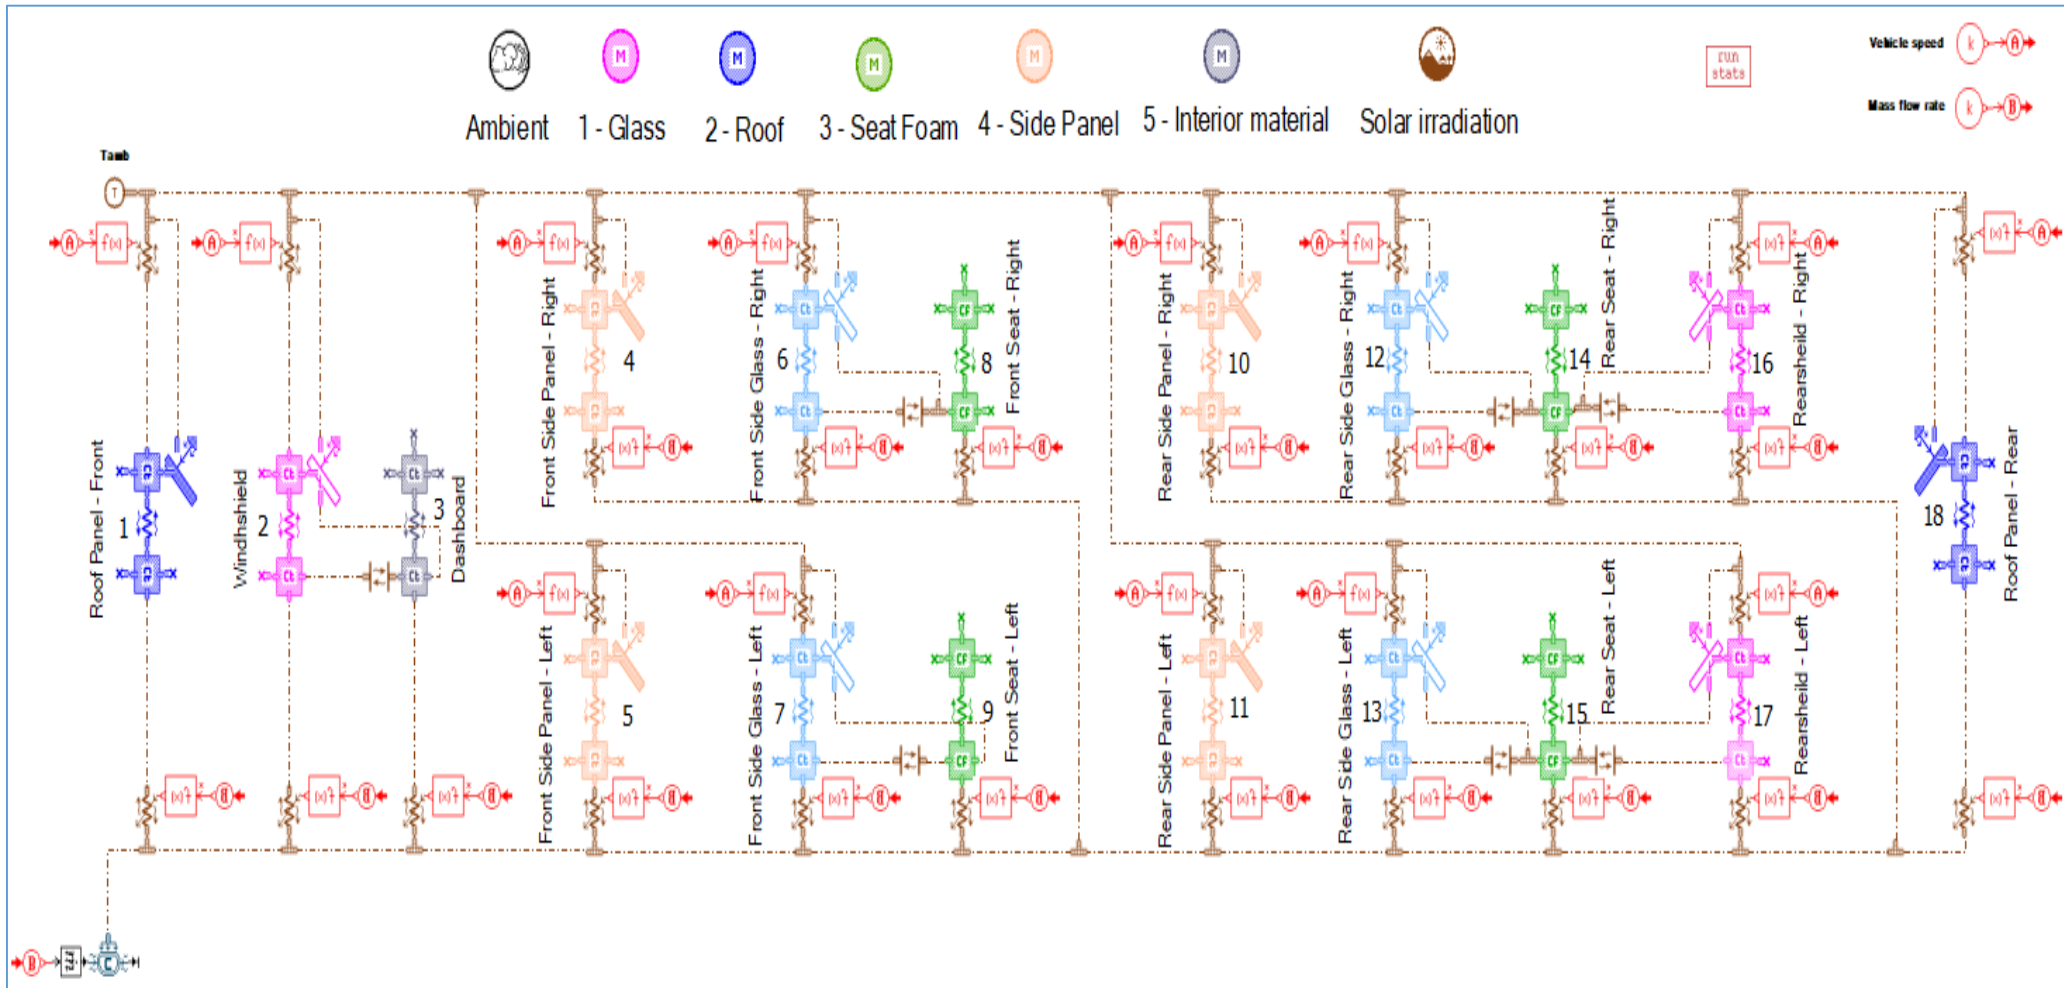 Vehicle speed
k
A
M
M
M
M
M
run
stats
Mass flow rate
k
B
Ambient
1 - Glass
2 - Roof
3 - Seat Foam
4 - Side Panel
5 - Interior material
Solar irradiation
Tamb
T
A
f(x)
A
f(x)
A
f(x)
A
f(x)
A
f(x)
A
f(x)
f(x)
A
f(x)
A
Roof Panel - Front
1
Windhshield
2
3
Dashboard
Front Side Panel - Right
4
Front Side Glass - Right
6
8
Front Seat - Right
Rear Side Panel - Right
10
Rear Side Glass - Right
12
14
Rear Seat - Right
16
Rearsheild - Right
18
Roof Panel - Rear
Front Side Panel - Left
5
Front Side Glass - Left
7
9
Front Seat - Left
Rear Side Panel - Left
11
Rear Side Glass - Left
13
15
Rear Seat - Left
17
Rearsheild - Left
B
C